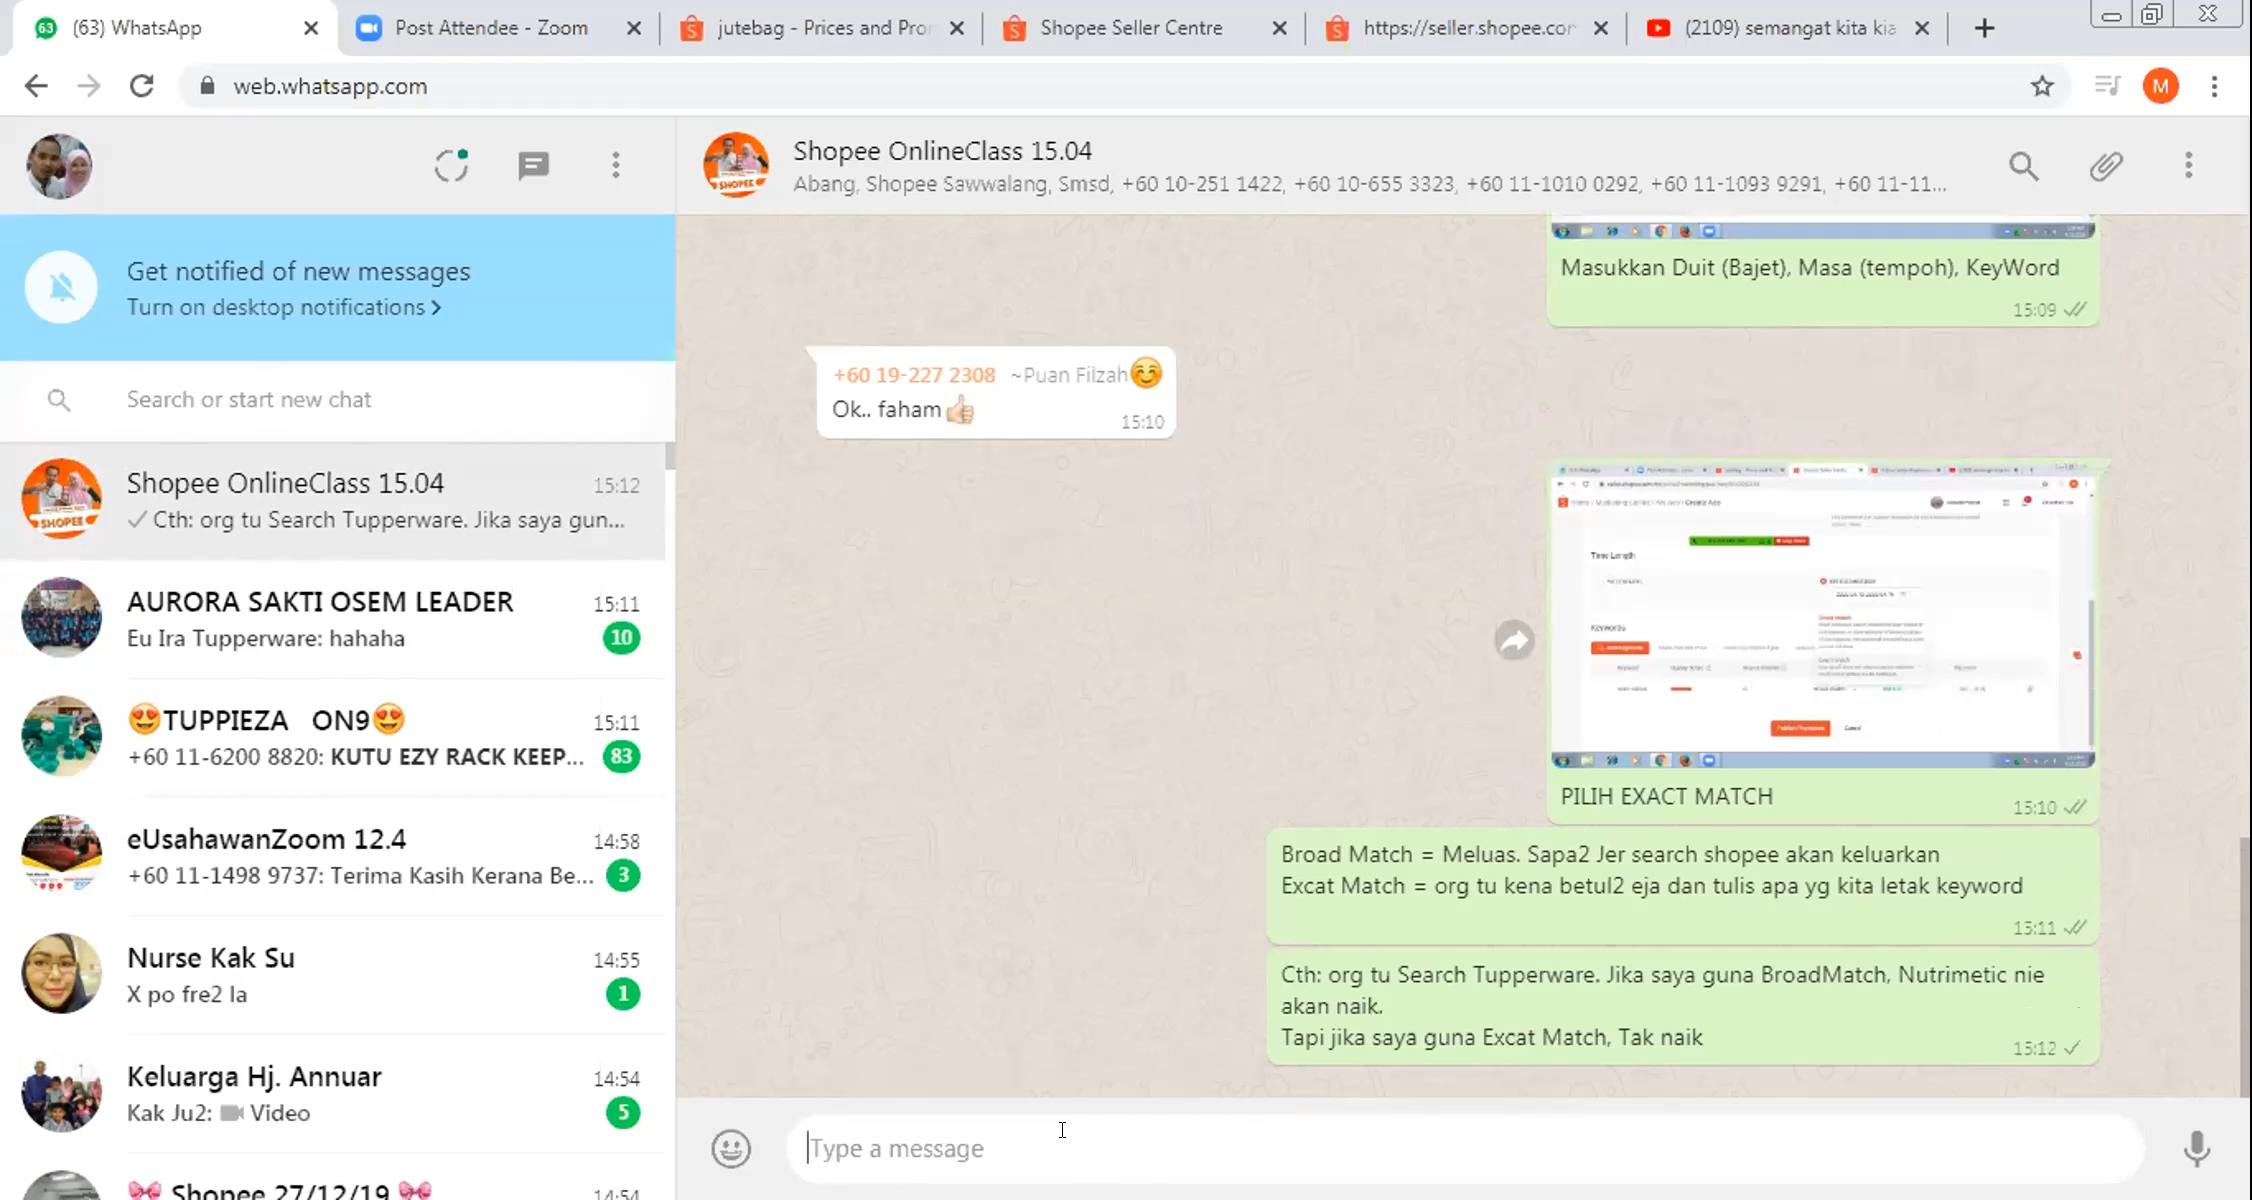 63 (63) WhatsApp
Post Attendee - Zoom
jutebag - Prices and Pro
Shopee Seller Centre
https://seller.shopee.co
(2109) semangat kita kia
web.whatsapp.com
M
Shopee OnlineClass 15.04
Abang, Shopee Sawwalang, Smsd, +60 10-251 1422, +60 10-655 3323, +60 11-1010 0292, +60 11-1093 9291, +60 11-11...
Get notified of new messages
Turn on desktop notifications
Search or start new chat
Shopee OnlineClass 15.04 15:12
Cth: org tu Search Tupperware. Jika saya gun...
SHOPEE
AURORA SAKTI OSEM LEADER 15:11
Eu Ira Tupperware: hahaha 10
😍TUPPIEZA ON9😍 15:11
+60 11-6200 8820: KUTU EZY RACK KEEP... 83
eUsahawanZoom 12.4 14:58
+60 11-1498 9737: Terima Kasih Kerana Be... 3
Nurse Kak Su 14:55
X po fre2 la 1
Keluarga Hj. Annuar 14:54
Kak Ju2: Video 5
🎀 Shopee 27/12/19 🎀 14:54
SHOPEE
Masukkan Duit (Bajet), Masa (tempoh), KeyWord
15:09
+60 19-227 2308 ~Puan Filzah😊
Ok.. faham👍🏻
15:10
Time Length
Keywords
PILIH EXACT MATCH
15:10
Broad Match = Meluas. Sapa2 Jer search shopee akan keluarkan
Excat Match = org tu kena betul2 eja dan tulis apa yg kita letak keyword
15:11
Cth: org tu Search Tupperware. Jika saya guna BroadMatch, Nutrimetic nie
akan naik.
Tapi jika saya guna Excat Match, Tak naik
15:12
Type a message